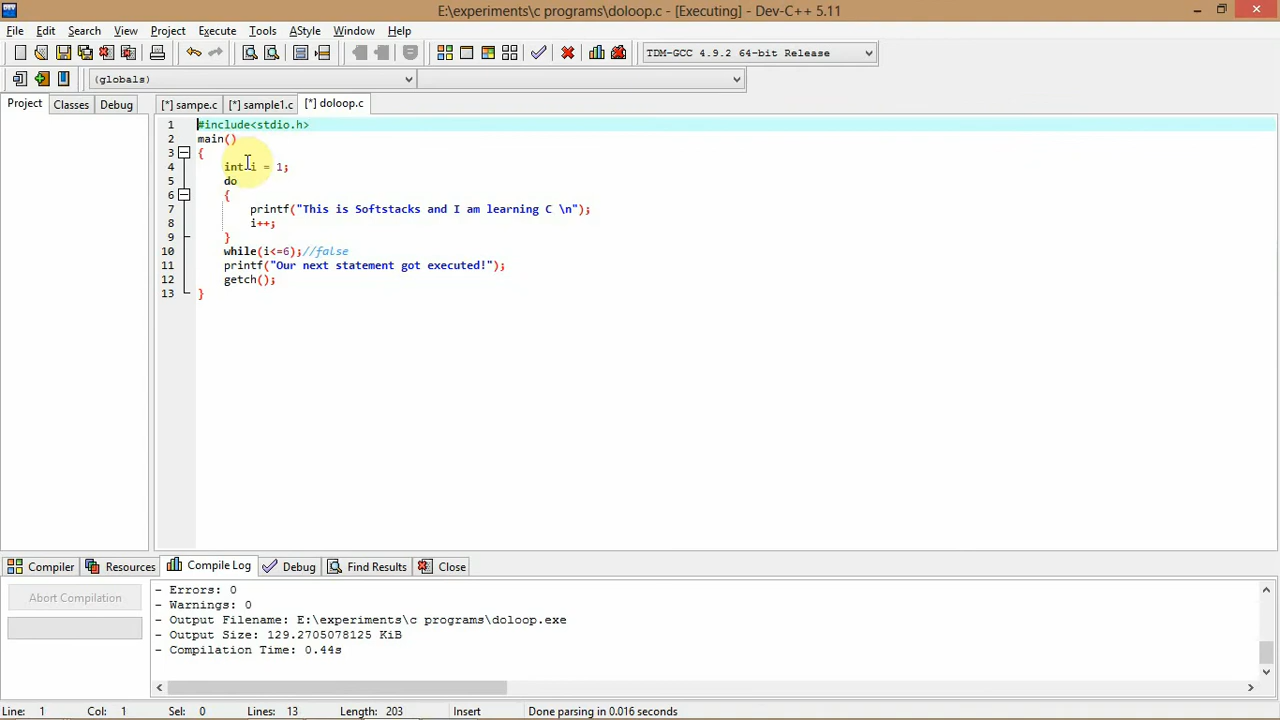 E:\experiments\c programs\doloop.c - [Executing] - Dev-C++ 5.11
File Edit Search View Project Execute Tools AStyle Window Help
TDM-GCC 4.9.2 64-bit Release
(globals)
Project Classes Debug [*] sampe.c [*] sample1.c [*] doloop.c
1 #include<stdio.h>
2 main()
3 {
4 int i = 1;
5 do
6 {
7 printf("This is Softstacks and I am learning C \n");
8 i++;
9 }
10 while(i<=6);//false
11 printf("Our next statement got executed!");
12 getch();
13 }
Compiler Resources Compile Log Debug Find Results Close
Abort Compilation
- Errors: 0
- Warnings: 0
- Output Filename: E:\experiments\c programs\doloop.exe
- Output Size: 129.2705078125 KiB
- Compilation Time: 0.44s
Line: 1 Col: 1 Sel: 0 Lines: 13 Length: 203 Insert Done parsing in 0.016 seconds